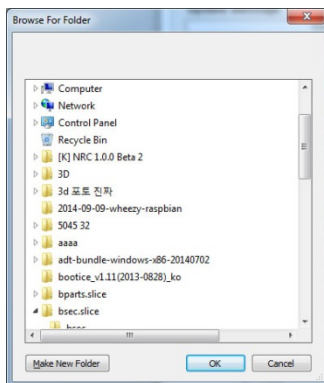 Browse For Folder
Computer
Network
Control Panel
Recycle Bin
[K] NRC 1.0.0 Beta 2
3D
3d 포토 진짜
2014-09-09-wheezy-raspbian
5045 32
aaaa
adt-bundle-windows-x86-20140702
bootice_v1.11(2013-0828)_ko
bparts.slice
bsec.slice
bsec
Make New Folder
OK
Cancel